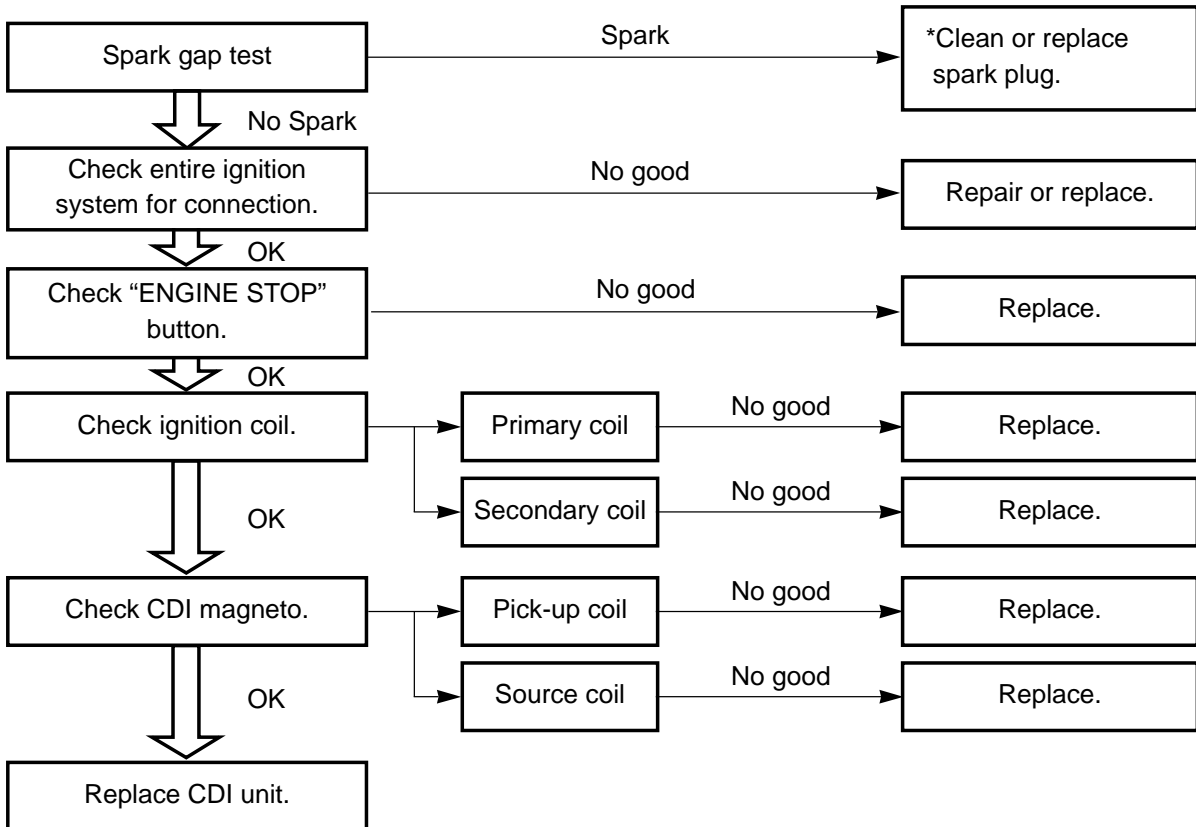 Spark gap test
Spark
*Clean or replace
spark plug.
No Spark
Check entire ignition
system for connection.
No good
Repair or replace.
OK
Check “ENGINE STOP”
button.
No good
Replace.
OK
Check ignition coil.
Primary coil
No good
Replace.
Secondary coil
No good
Replace.
OK
Check CDI magneto.
Pick-up coil
No good
Replace.
Source coil
No good
Replace.
OK
Replace CDI unit.